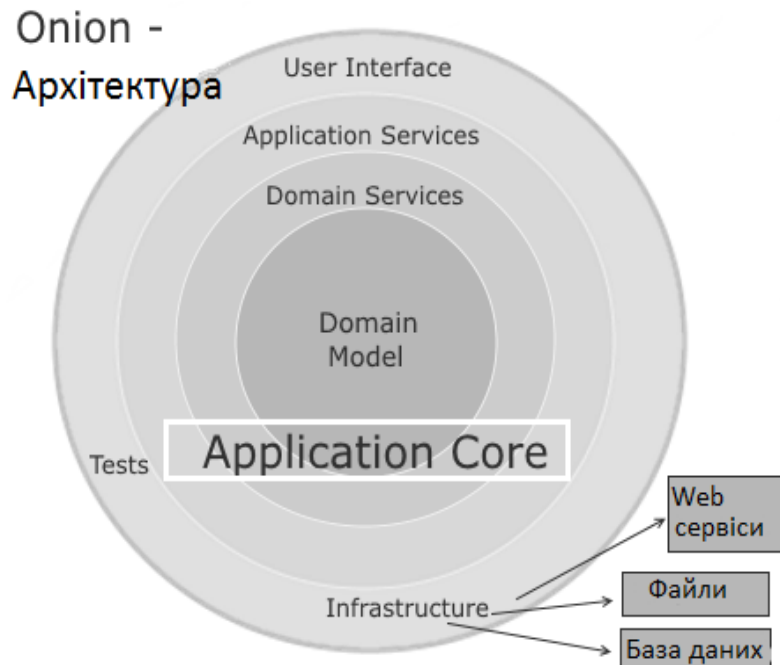 Onion -
Архітектура
User Interface
Application Services
Domain Services
Domain
Model
Application Core
Tests
Web
сервіси
Файли
Infrastructure
База даних